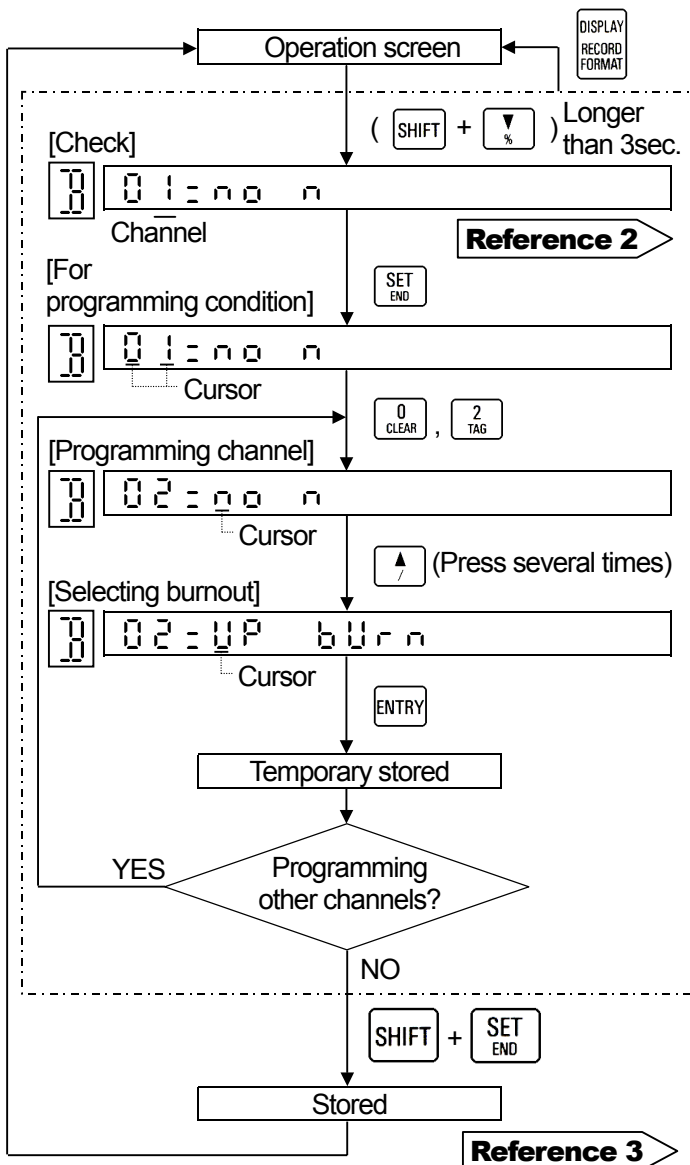 DISPLAY
RECORD
FORMAT
Operation screen
( SHIFT + ▼ % ) Longer
than 3sec.
[Check]
B 01=no n
Channel
Reference 2
[For
programming condition]
SET
END
B 01=no n
Cursor
0
CLEAR , 2
TAG
[Programming channel]
B 02=no n
Cursor
▲ / (Press several times)
[Selecting burnout]
B 02=UP bUrn
Cursor
ENTRY
Temporary stored
YES
Programming
other channels?
NO
SHIFT + SET
END
Stored
Reference 3